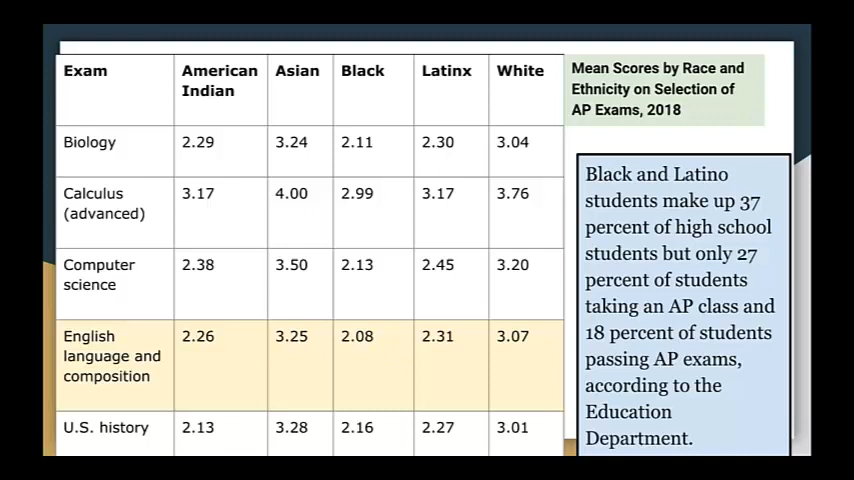 Exam American Indian Asian Black Latinx White
Biology 2.29 3.24 2.11 2.30 3.04
Calculus (advanced) 3.17 4.00 2.99 3.17 3.76
Computer science 2.38 3.50 2.13 2.45 3.20
English language and composition 2.26 3.25 2.08 2.31 3.07
U.S. history 2.13 3.28 2.16 2.27 3.01
Mean Scores by Race and
Ethnicity on Selection of
AP Exams, 2018
Black and Latino
students make up 37
percent of high school
students but only 27
percent of students
taking an AP class and
18 percent of students
passing AP exams,
according to the
Education
Department.